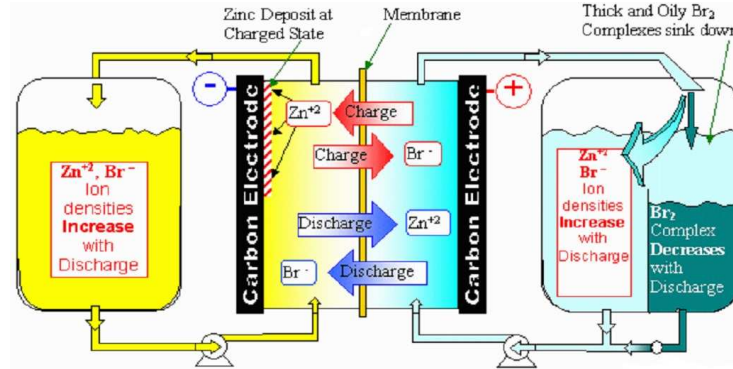 Zinc Deposit at
Charged State
Membrane
Thick and Oily Br₂
Complexes sink down
-
+
Carbon Electrode
Carbon Electrode
Zn⁺²
Charge
Charge
Br⁻
Discharge
Zn⁺²
Br⁻
Discharge
Zn⁺², Br⁻
Ion
densities
Increase
with
Discharge
Zn⁺²
Br⁻
Ion
densities
Increase
with
Discharge
Br₂
Complex
Decreases
with
Discharge